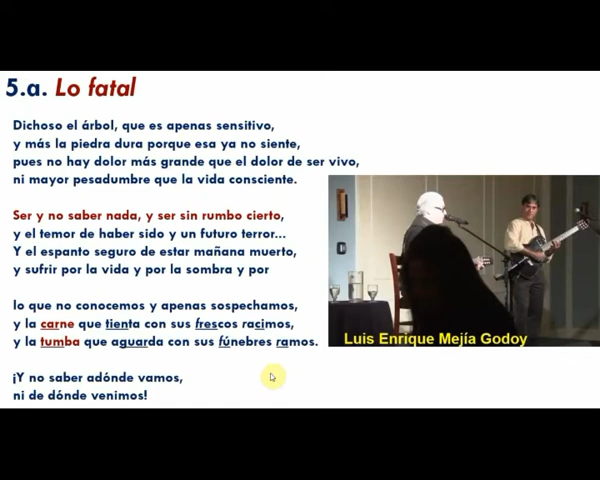 5.a. Lo fatal
Dichoso el árbol, que es apenas sensitivo,
y más la piedra dura porque esa ya no siente,
pues no hay dolor más grande que el dolor de ser vivo,
ni mayor pesadumbre que la vida consciente.
Ser y no saber nada, y ser sin rumbo cierto,
y el temor de haber sido y un futuro terror...
Y el espanto seguro de estar mañana muerto,
y sufrir por la vida y por la sombra y por
lo que no conocemos y apenas sospechamos,
y la carne que tienta con sus frescos racimos,
y la tumba que aguarda con sus fúnebres ramos.
¡Y no saber adónde vamos,
ni de dónde venimos!
Luis Enrique Mejía Godoy